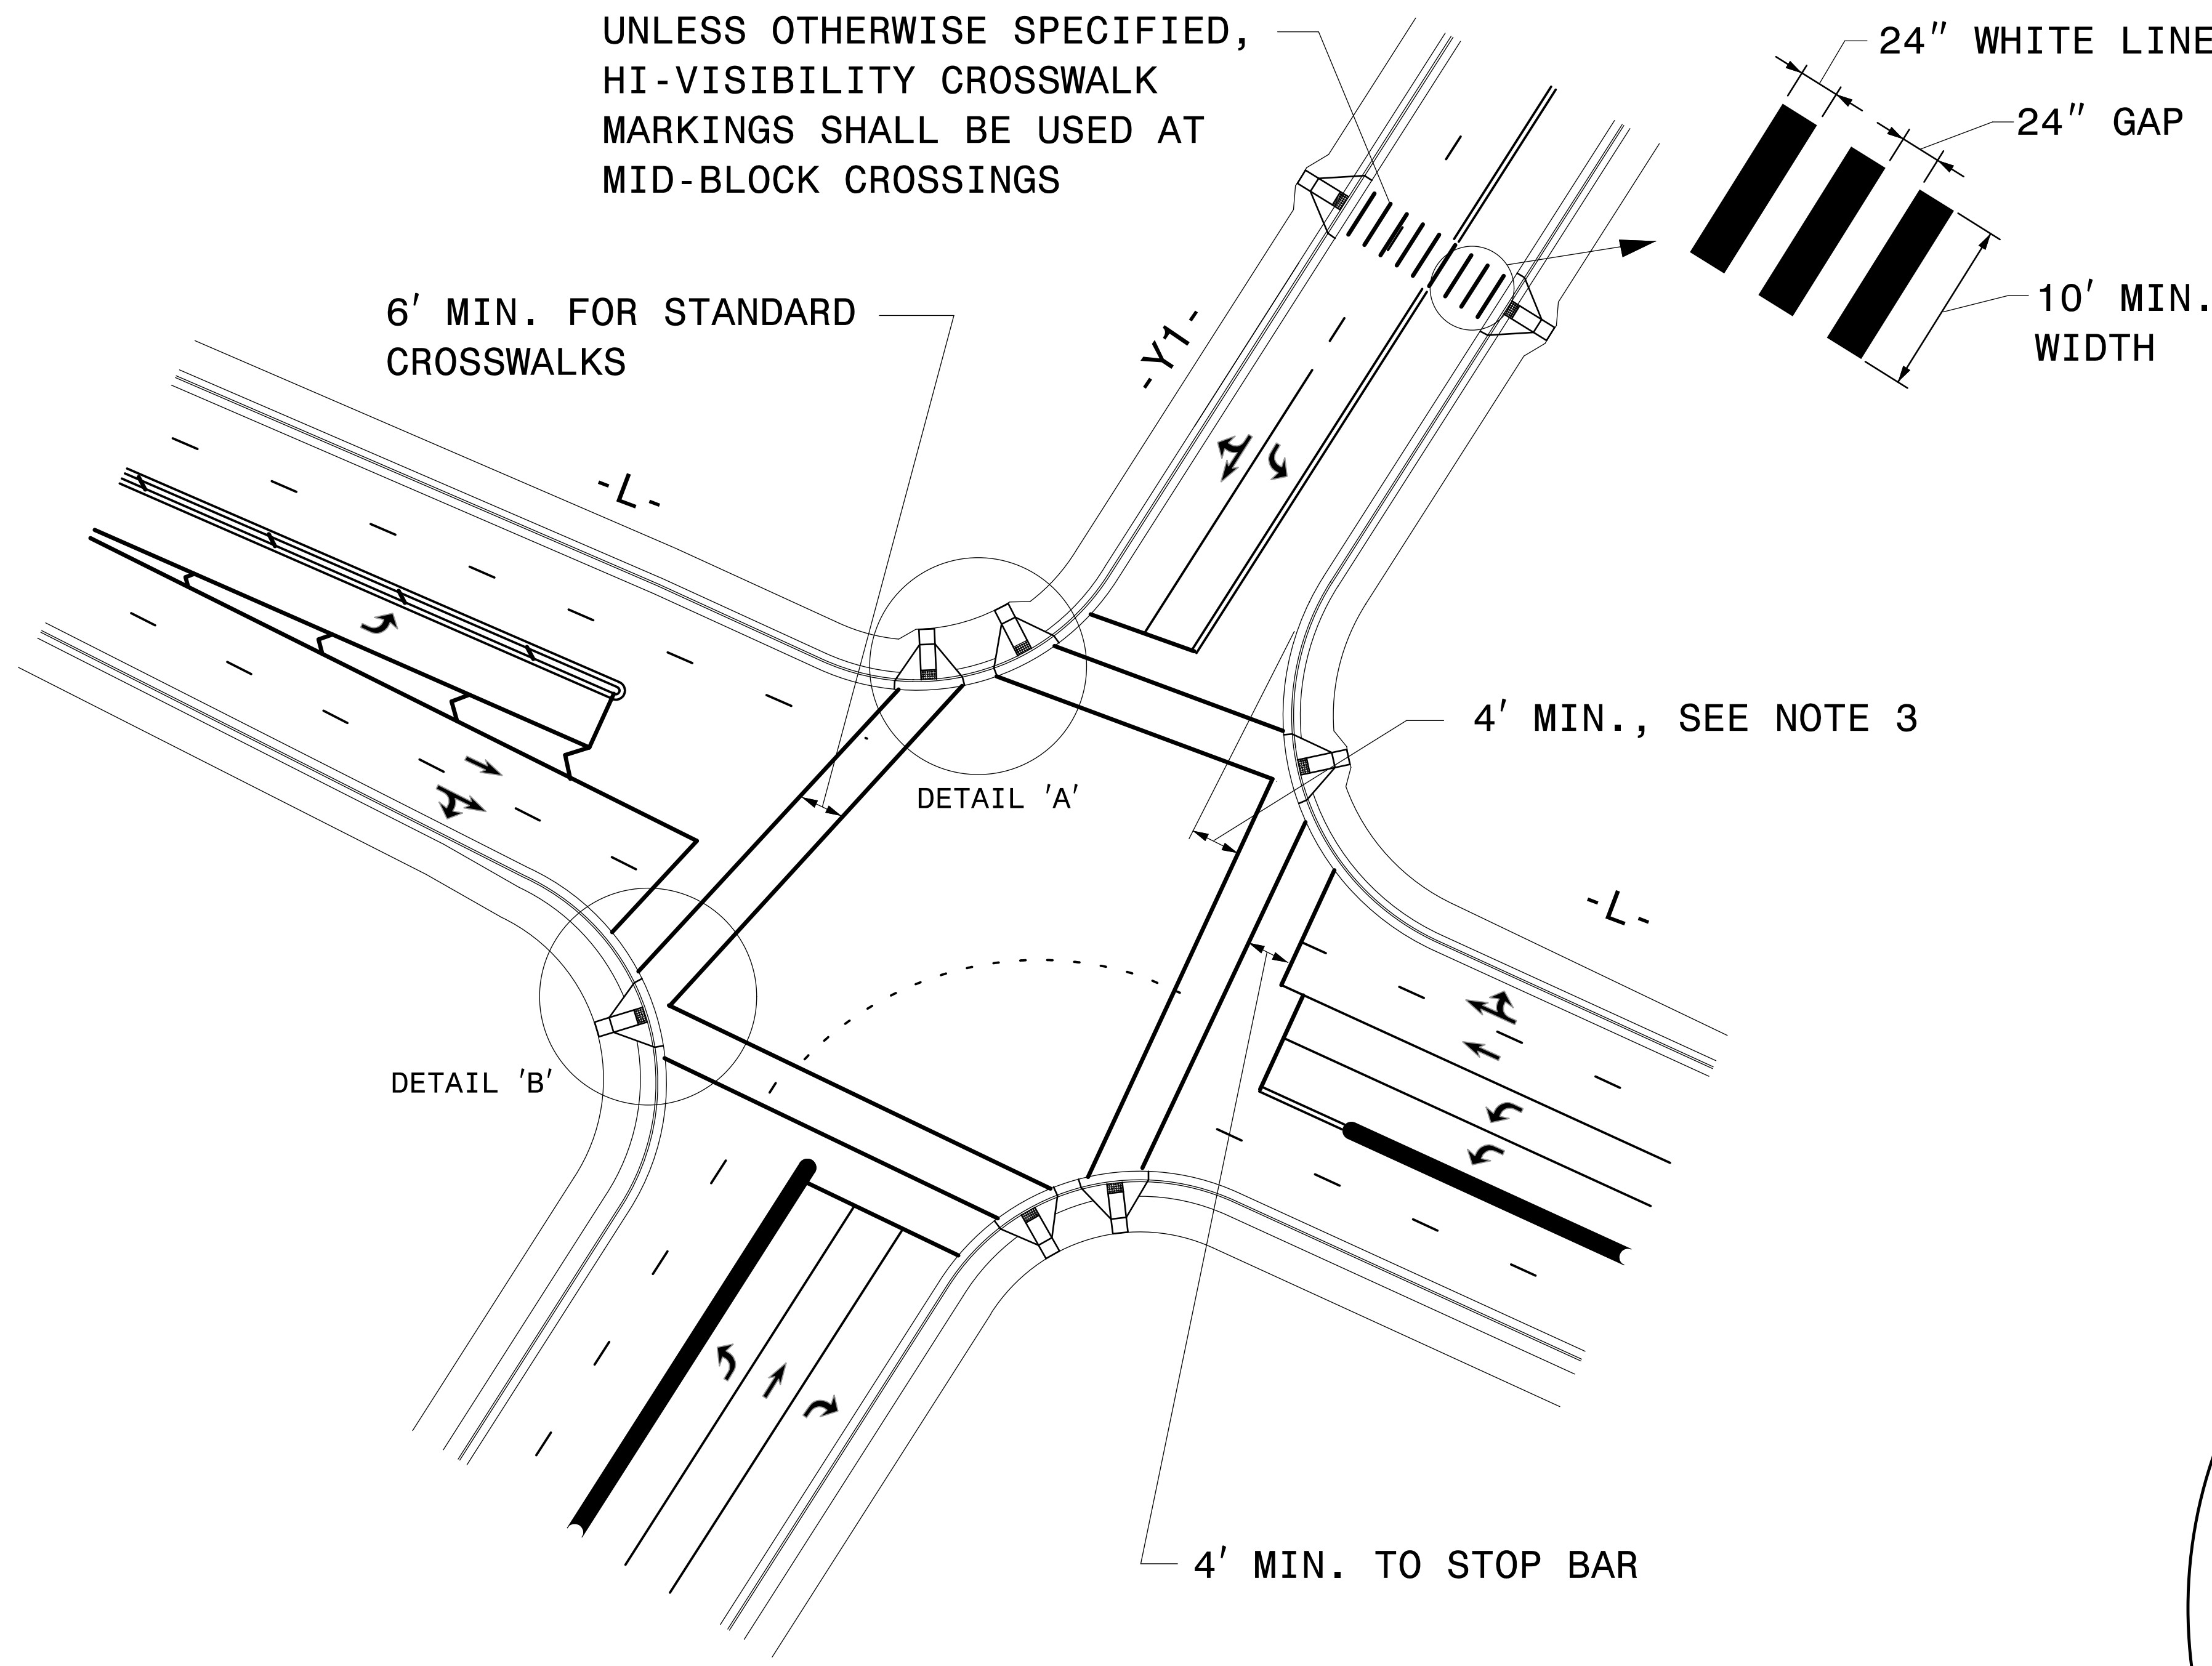 UNLESS OTHERWISE SPECIFIED,
HI-VISIBILITY CROSSWALK
MARKINGS SHALL BE USED AT
MID-BLOCK CROSSINGS
24" WHITE LINE
24" GAP
10' MIN.
WIDTH
6' MIN. FOR STANDARD
CROSSWALKS
-Y1-
-L-
4' MIN., SEE NOTE 3
DETAIL 'A'
-L-
DETAIL 'B'
4' MIN. TO STOP BAR